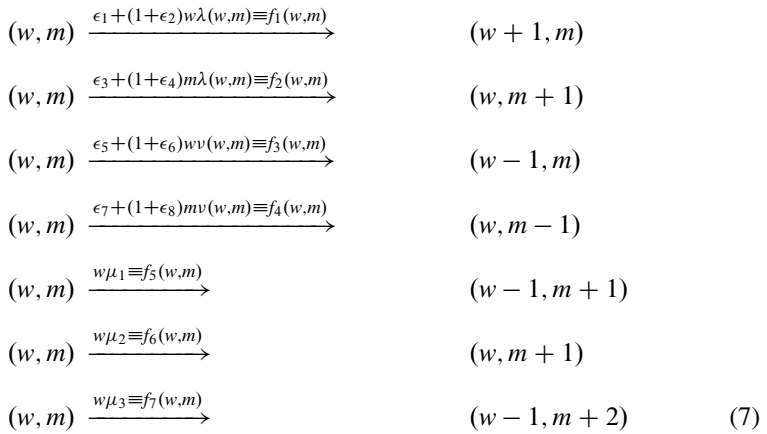 (w, m) ϵ₁+(1+ϵ₂)wλ(w,m)≡f₁(w,m) → (w + 1, m)
(w, m) ϵ₃+(1+ϵ₄)mλ(w,m)≡f₂(w,m) → (w, m + 1)
(w, m) ϵ₅+(1+ϵ₆)wν(w,m)≡f₃(w,m) → (w − 1, m)
(w, m) ϵ₇+(1+ϵ₈)mν(w,m)≡f₄(w,m) → (w, m − 1)
(w, m) wμ₁≡f₅(w,m) → (w − 1, m + 1)
(w, m) wμ₂≡f₆(w,m) → (w, m + 1)
(w, m) wμ₃≡f₇(w,m) → (w − 1, m + 2) (7)